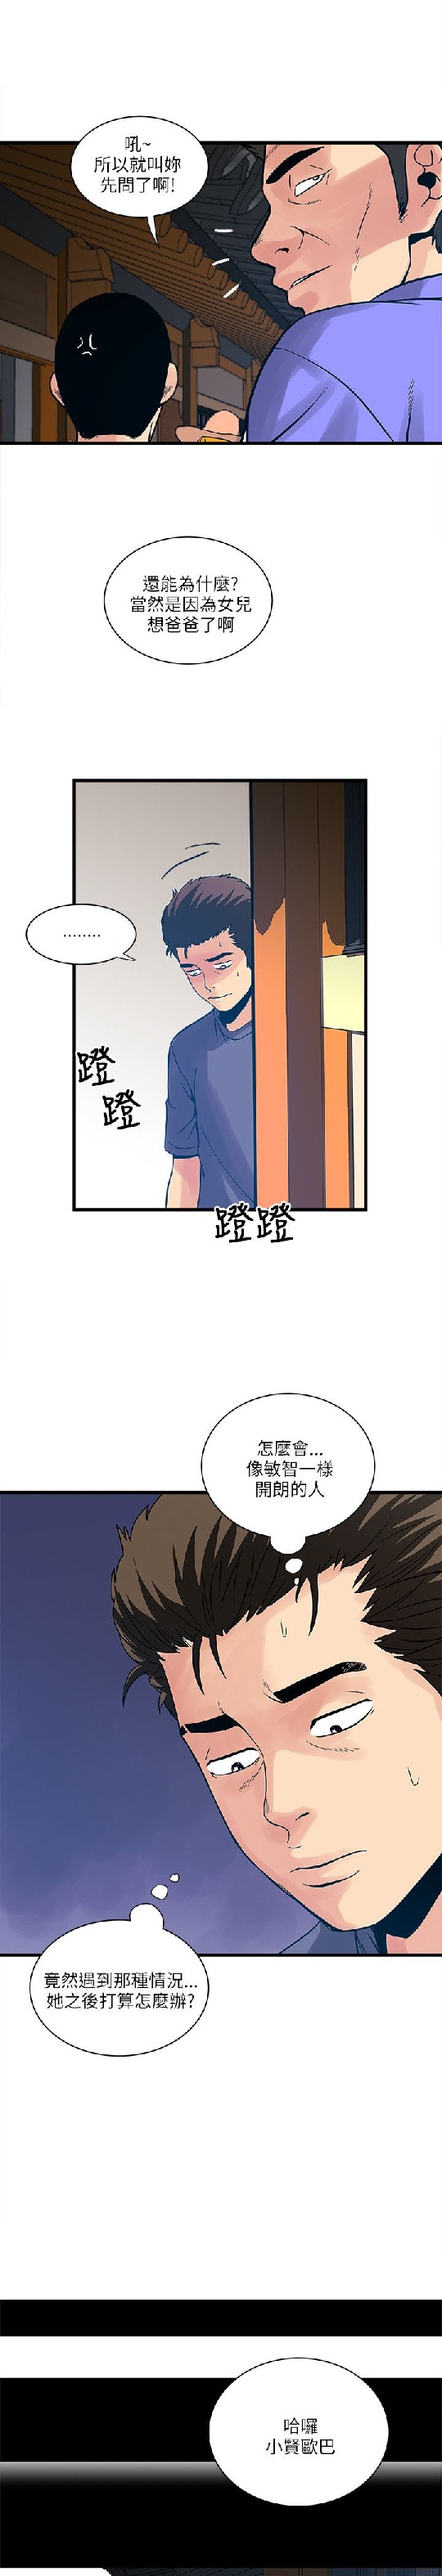 吼~
所以就叫妳
先問了啊!
還能為什麼?
當然是因為女兒
想爸爸了啊
........
蹬
蹬
蹬蹬
怎麼會...
像敏智一樣
開朗的人
竟然遇到那種情況...
她之後打算怎麼辦?
哈囉
小賢歐巴